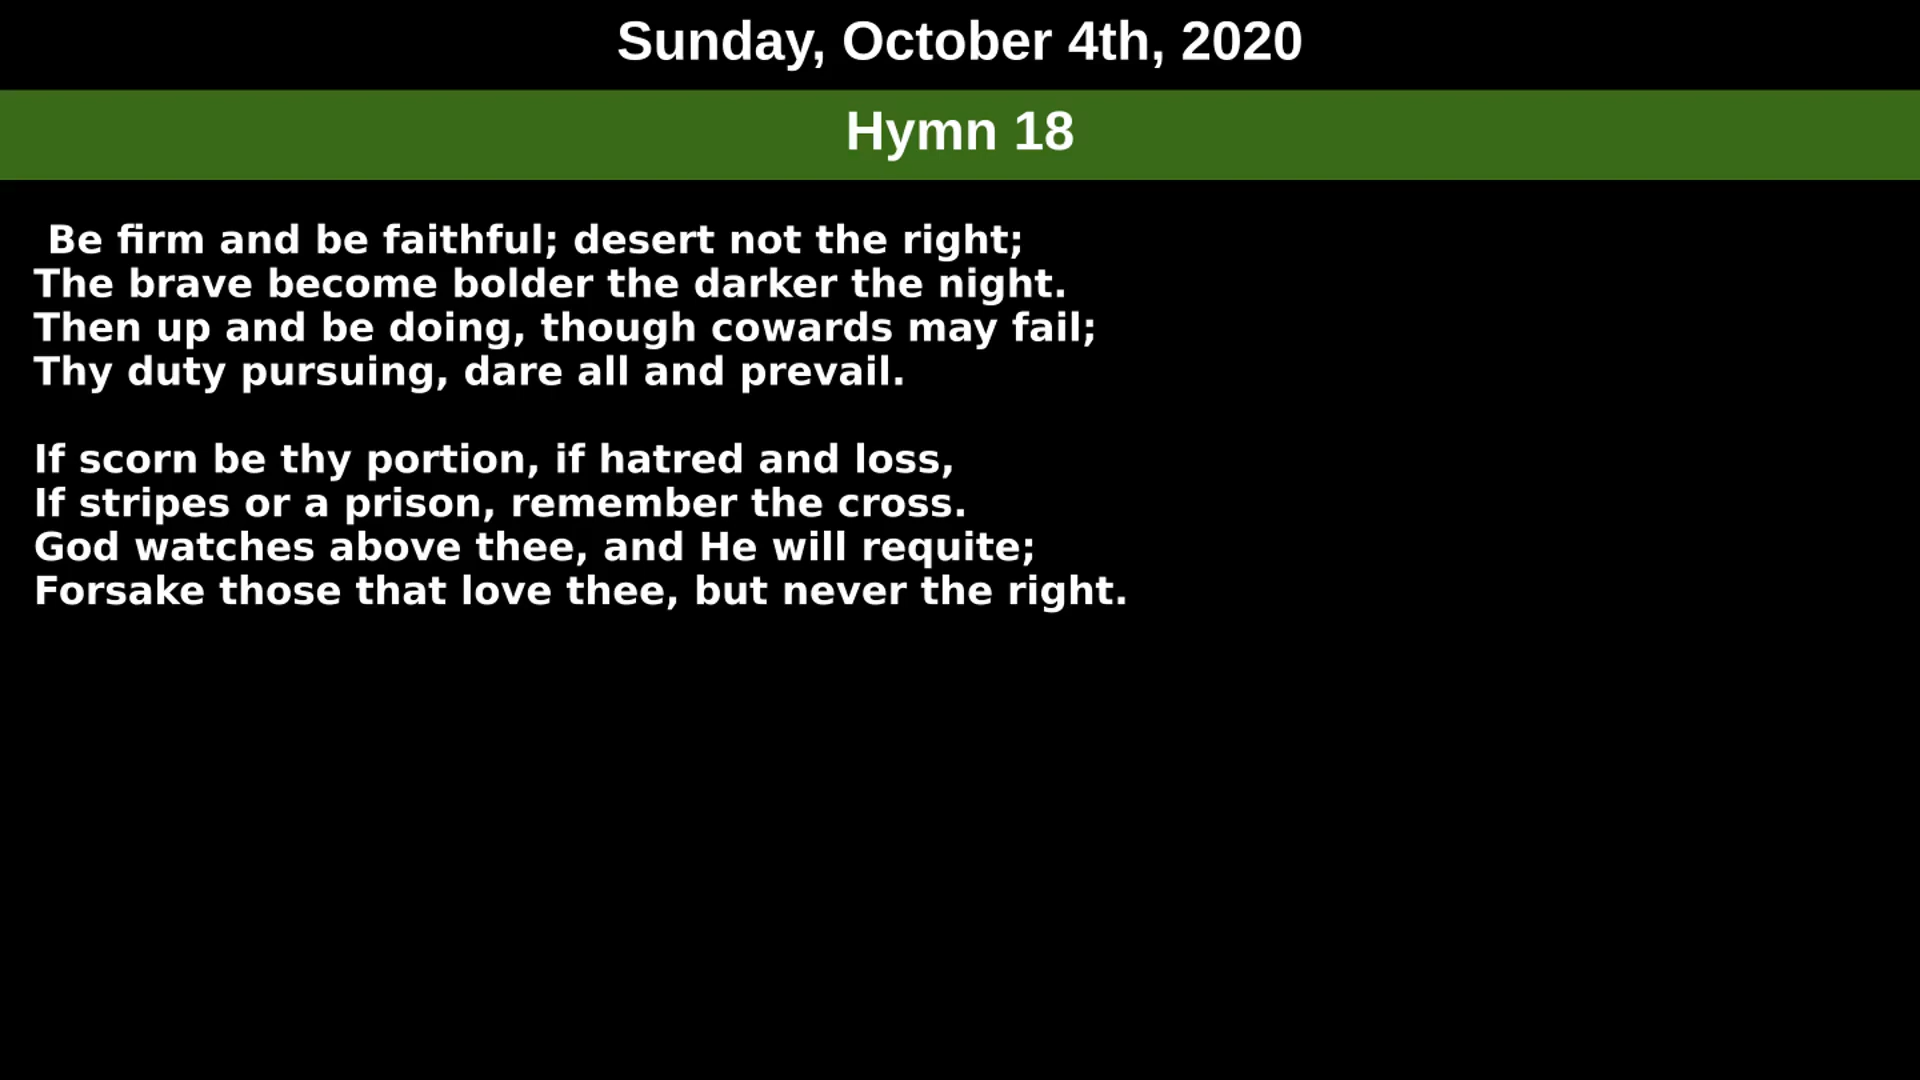 Sunday, October 4th, 2020
Hymn 18
Be firm and be faithful; desert not the right;
The brave become bolder the darker the night.
Then up and be doing, though cowards may fail;
Thy duty pursuing, dare all and prevail.
If scorn be thy portion, if hatred and loss,
If stripes or a prison, remember the cross.
God watches above thee, and He will requite;
Forsake those that love thee, but never the right.